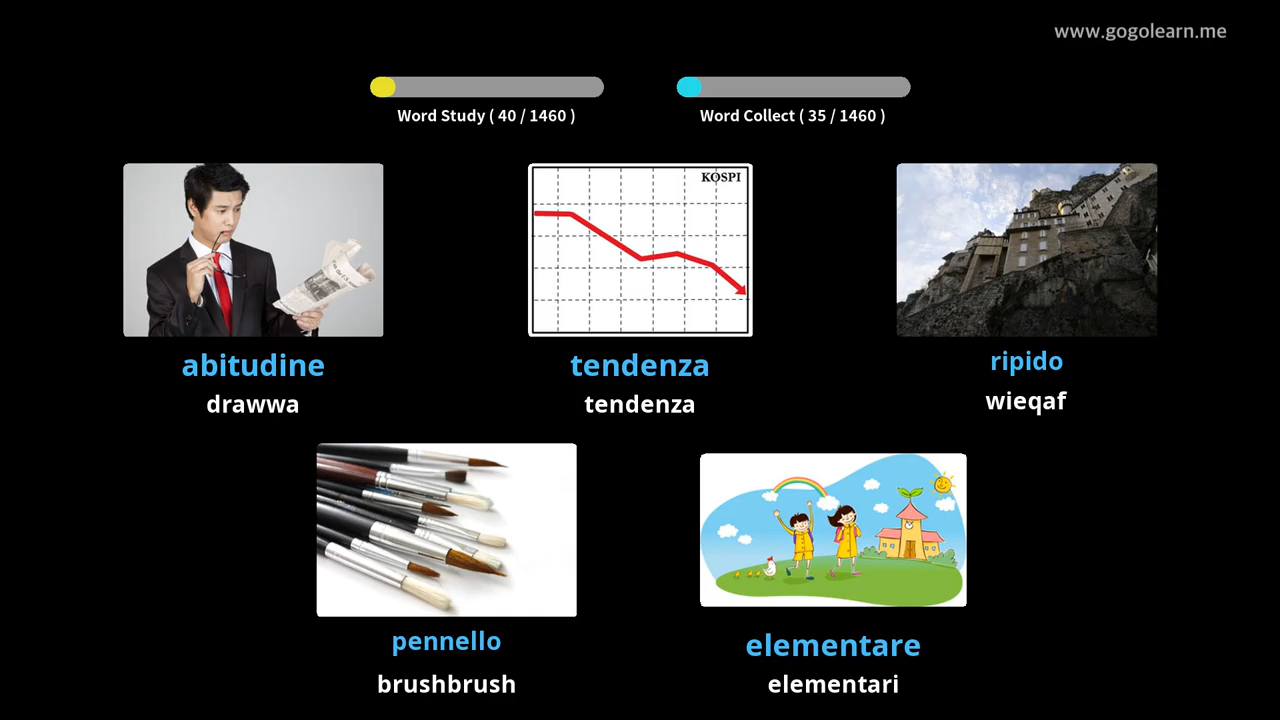 www.gogolearn.me
Word Study ( 40 / 1460 )
Word Collect ( 35 / 1460 )
KOSPI
abitudine
drawwa
tendenza
tendenza
ripido
wieqaf
pennello
brushbrush
elementare
elementari